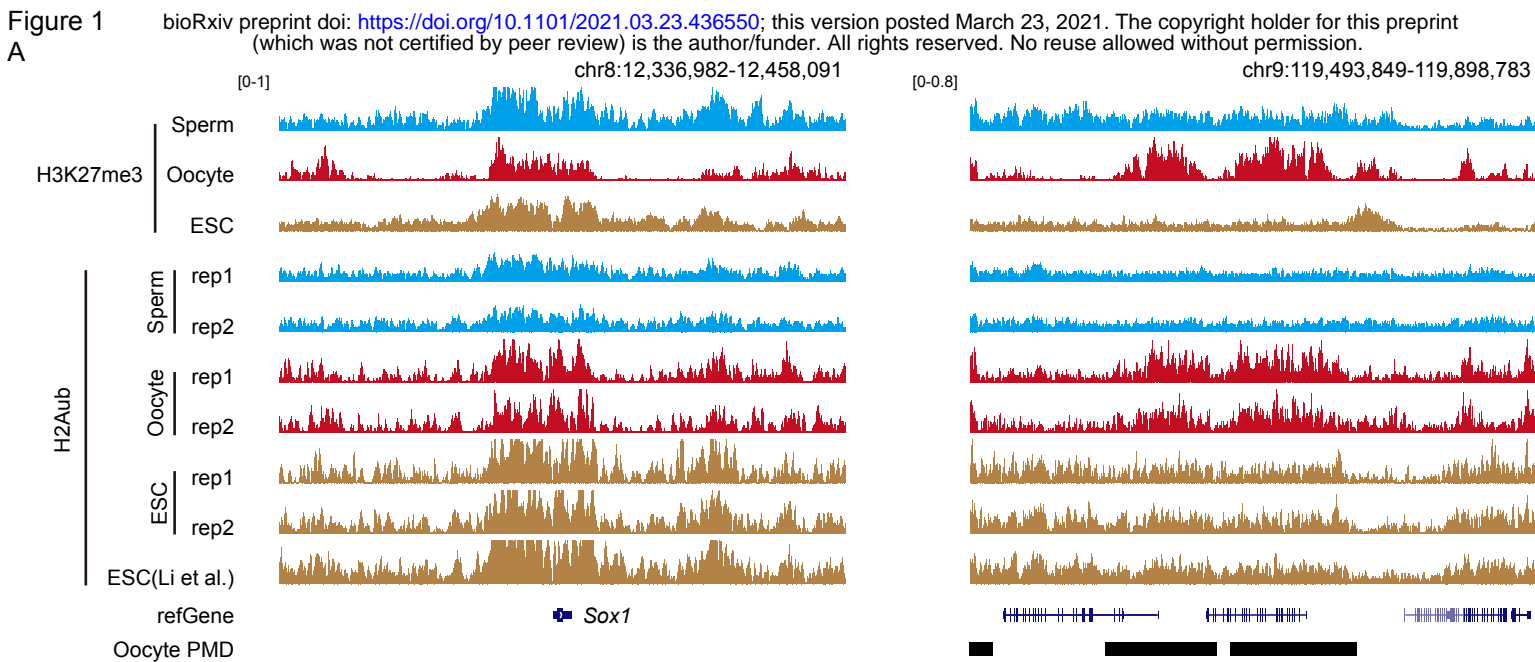 Figure 1
bioRxiv preprint doi: https://doi.org/10.1101/2021.03.23.436550; this version posted March 23, 2021. The copyright holder for this preprint
(which was not certified by peer review) is the author/funder. All rights reserved. No reuse allowed without permission.
A
[0-1]
chr8:12,336,982-12,458,091
[0-0.8]
chr9:119,493,849-119,898,783
H3K27me3
Sperm
Oocyte
ESC
H2Aub
Sperm
rep1
rep2
Oocyte
rep1
rep2
ESC
rep1
rep2
ESC(Li et al.)
refGene
Sox1
Oocyte PMD